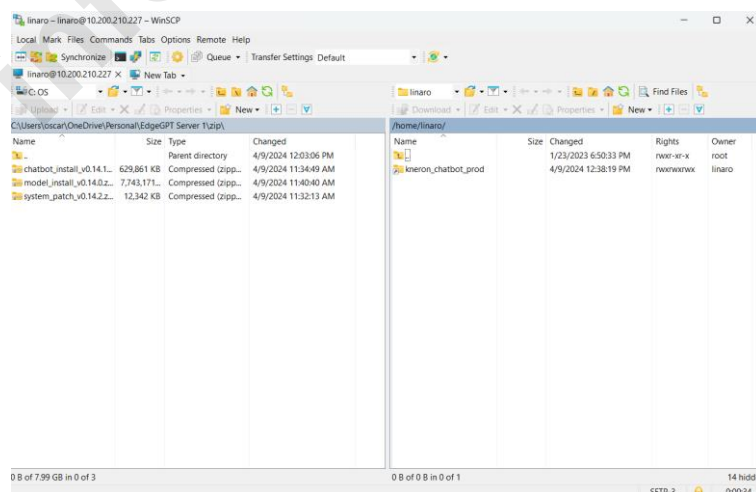 linaro – linaro@10.200.210.227 – WinSCP
Local Mark Files Commands Tabs Options Remote Help
Synchronize Queue Transfer Settings Default
linaro@10.200.210.227 × New Tab
C: OS linaro Find Files
Upload Edit Properties New Download Edit Properties New
C:\Users\oscar\OneDrive\Personal\EdgeGPT Server 1\zip\ /home/linaro/
Name Size Type Changed Name Size Changed Rights Owner
.. Parent directory 4/9/2024 12:03:06 PM .. 1/23/2023 6:50:33 PM rwxr-xr-x root
chatbot_install_v0.14.1... 629,861 KB Compressed (zipp... 4/9/2024 11:34:49 AM kneron_chatbot_prod 4/9/2024 12:38:19 PM rwxrwxrwx linaro
model_install_v0.14.0.z... 7,743,171... Compressed (zipp... 4/9/2024 11:40:40 AM
system_patch_v0.14.2.z... 12,342 KB Compressed (zipp... 4/9/2024 11:32:13 AM
0 B of 7.99 GB in 0 of 3 0 B of 0 B in 0 of 1 14 hidd
SFTP-3 0:00:34